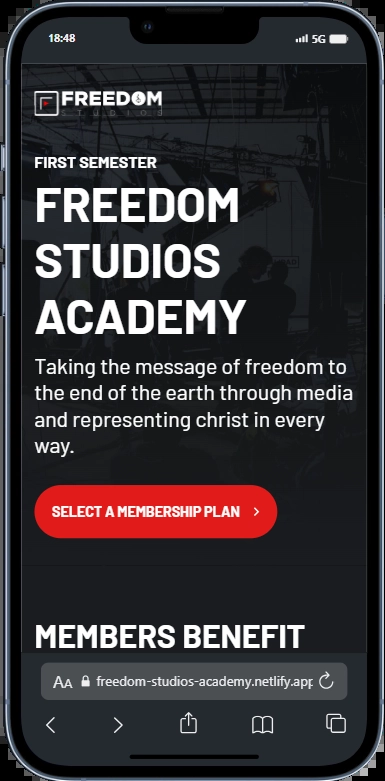 18:48
5G
FREEDOM
STUDIOS
FIRST SEMESTER
FREEDOM
STUDIOS
ACADEMY
Taking the message of freedom to
the end of the earth through media
and representing christ in every
way.
SELECT A MEMBERSHIP PLAN
MEMBERS BENEFIT
AA freedom-studios-academy.netlify.app